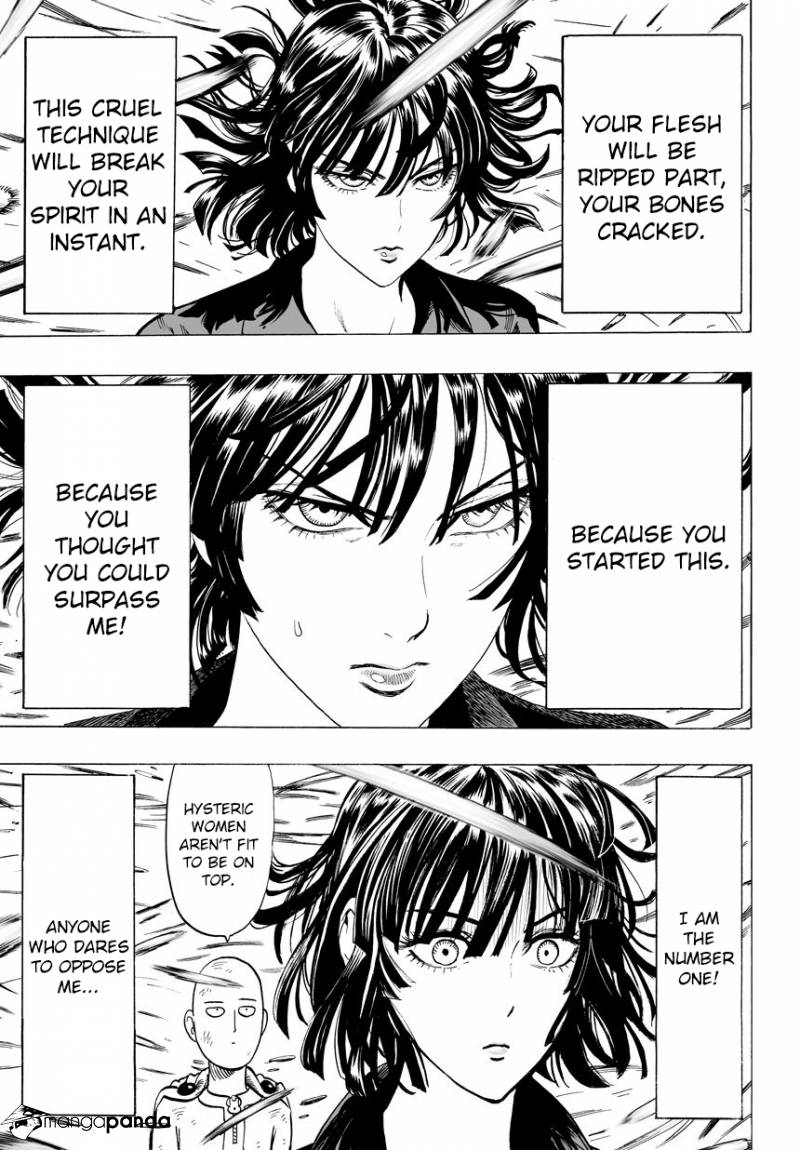 YOUR FLESH
WILL BE
RIPPED PART,
YOUR BONES
CRACKED.
THIS CRUEL
TECHNIQUE
WILL BREAK
YOUR
SPIRIT IN AN
INSTANT.
BECAUSE YOU
STARTED THIS.
BECAUSE
YOU
THOUGHT
YOU COULD
SURPASS
ME!
I AM
THE
NUMBER
ONE!
HYSTERIC
WOMEN
AREN'T FIT
TO BE ON
TOP.
ANYONE
WHO DARES
TO OPPOSE
ME...
mangapanda